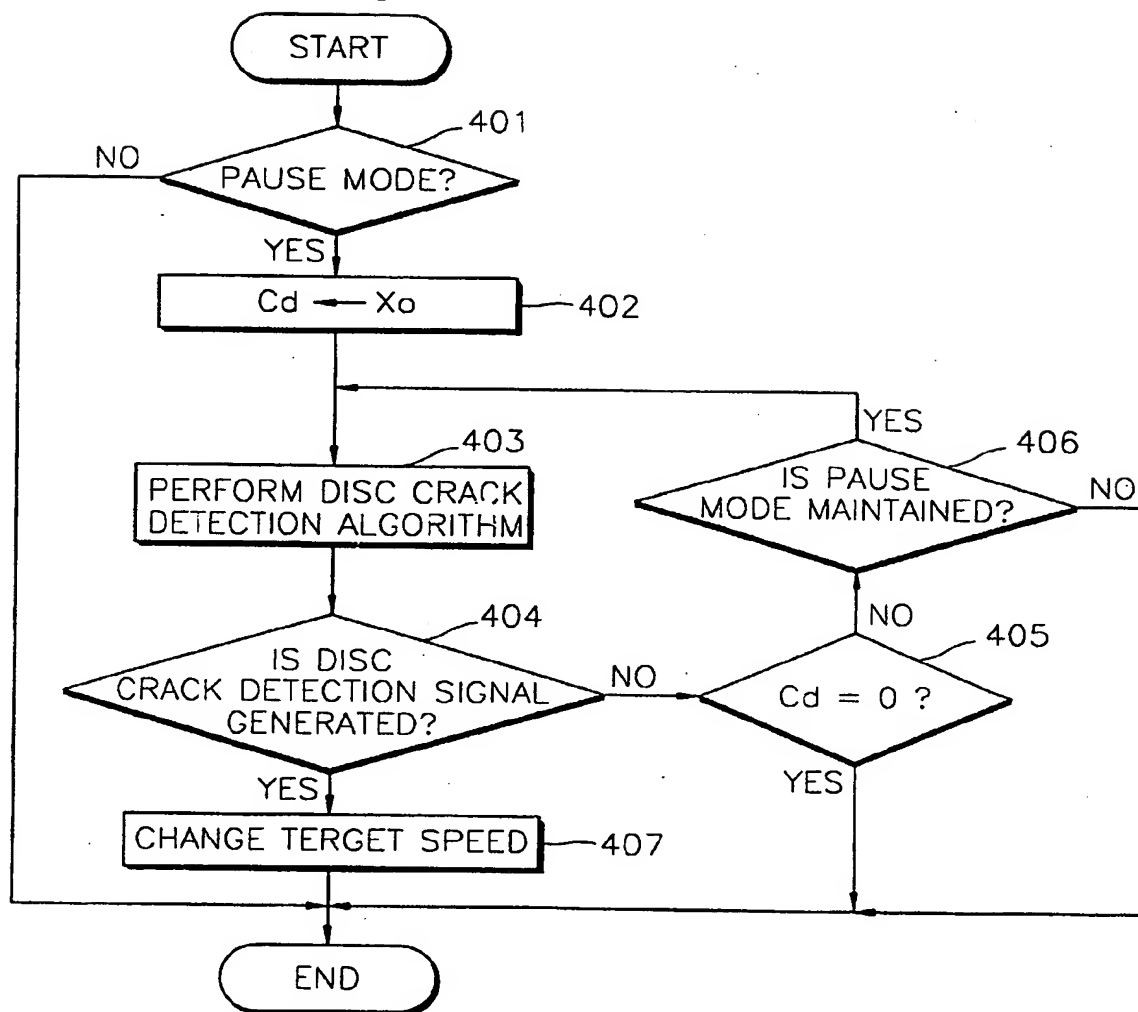 START
401
NO
PAUSE MODE?
YES
Cd ← Xo
402
403
PERFORM DISC CRACK
DETECTION ALGORITHM
YES
406
IS PAUSE
MODE MAINTAINED?
NO
NO
404
IS DISC
CRACK DETECTION SIGNAL
GENERATED?
NO
405
Cd = 0 ?
YES
YES
CHANGE TERGET SPEED
407
END